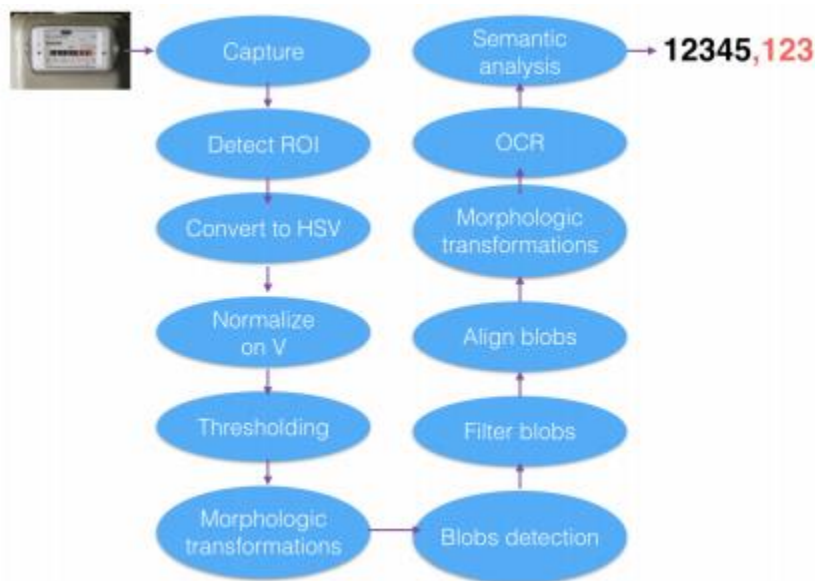 Capture
Detect ROI
Convert to HSV
Normalize
on V
Thresholding
Morphologic
transformations
Blobs detection
Filter blobs
Align blobs
Morphologic
transformations
OCR
Semantic
analysis
12345,123